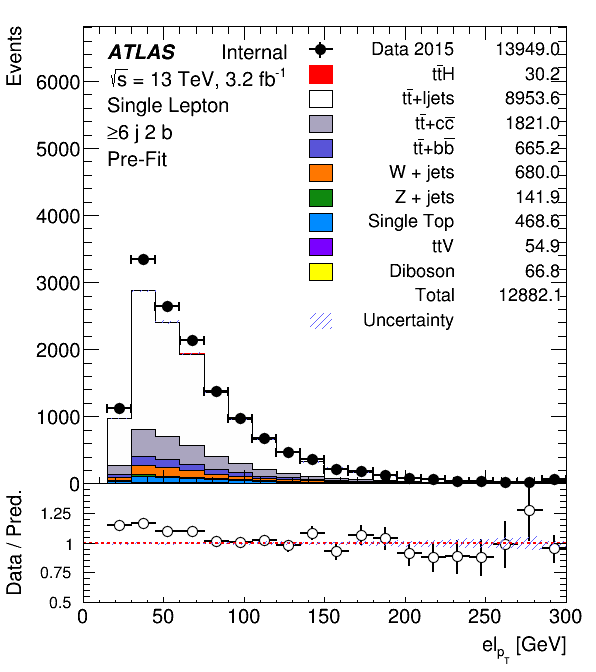 Events
ATLAS Internal
√s = 13 TeV, 3.2 fb⁻¹
Single Lepton
≥6 j 2 b
Pre-Fit
Data 2015 13949.0
tt̄H 30.2
tt̄+ljets 8953.6
tt̄+cc̄ 1821.0
tt̄+bb̄ 665.2
W + jets 680.0
Z + jets 141.9
Single Top 468.6
ttV 54.9
Diboson 66.8
Total 12882.1
Uncertainty
6000
5000
4000
3000
2000
1000
0
Data / Pred.
1.25
1
0.75
0.5
0 50 100 150 200 250 300
el_pT [GeV]